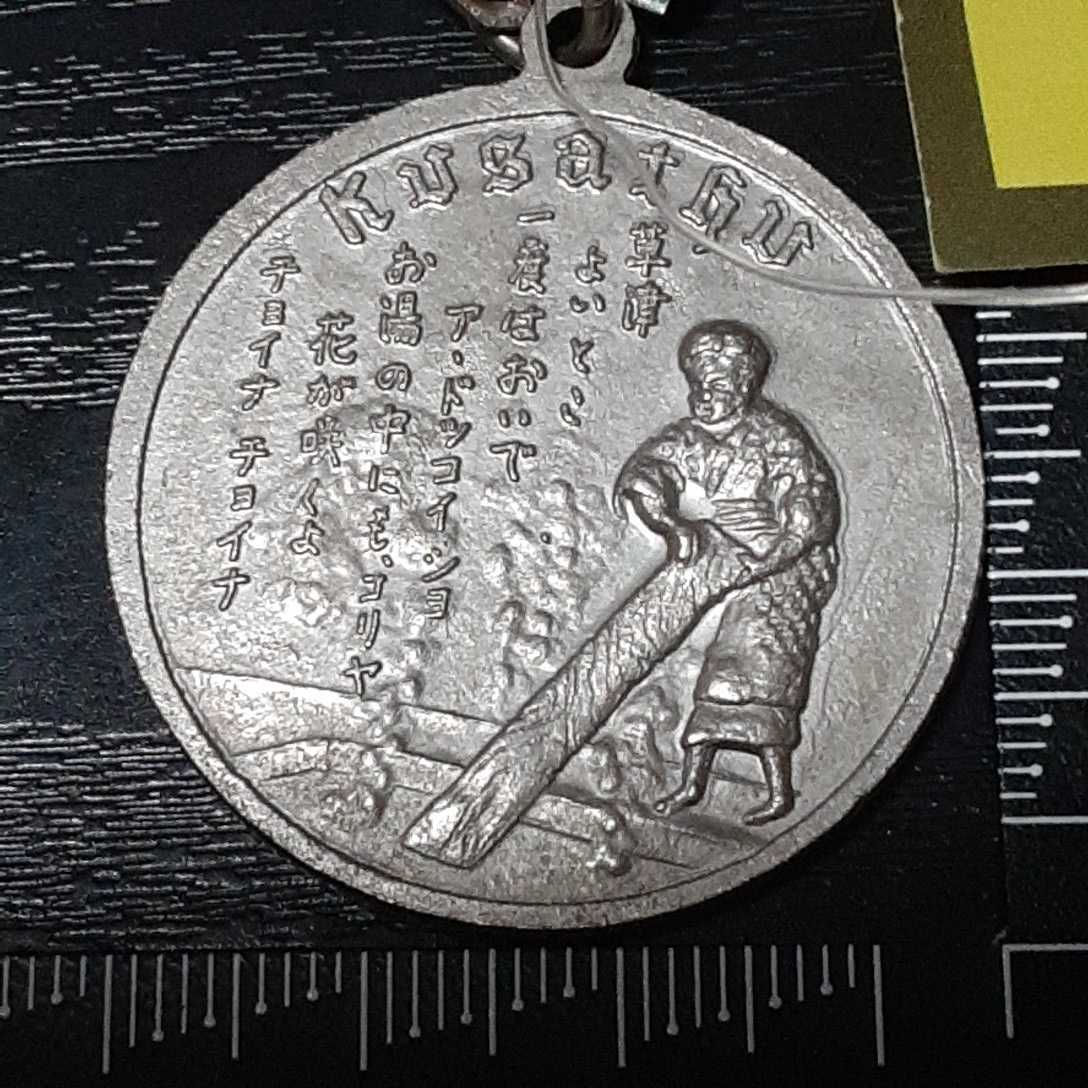 Kusathu
草津
よいとこ
一度はおいで
ア、ドッコイショ
お湯の中にも、コリヤ
花が咲くよ
チョイナ チョイナ